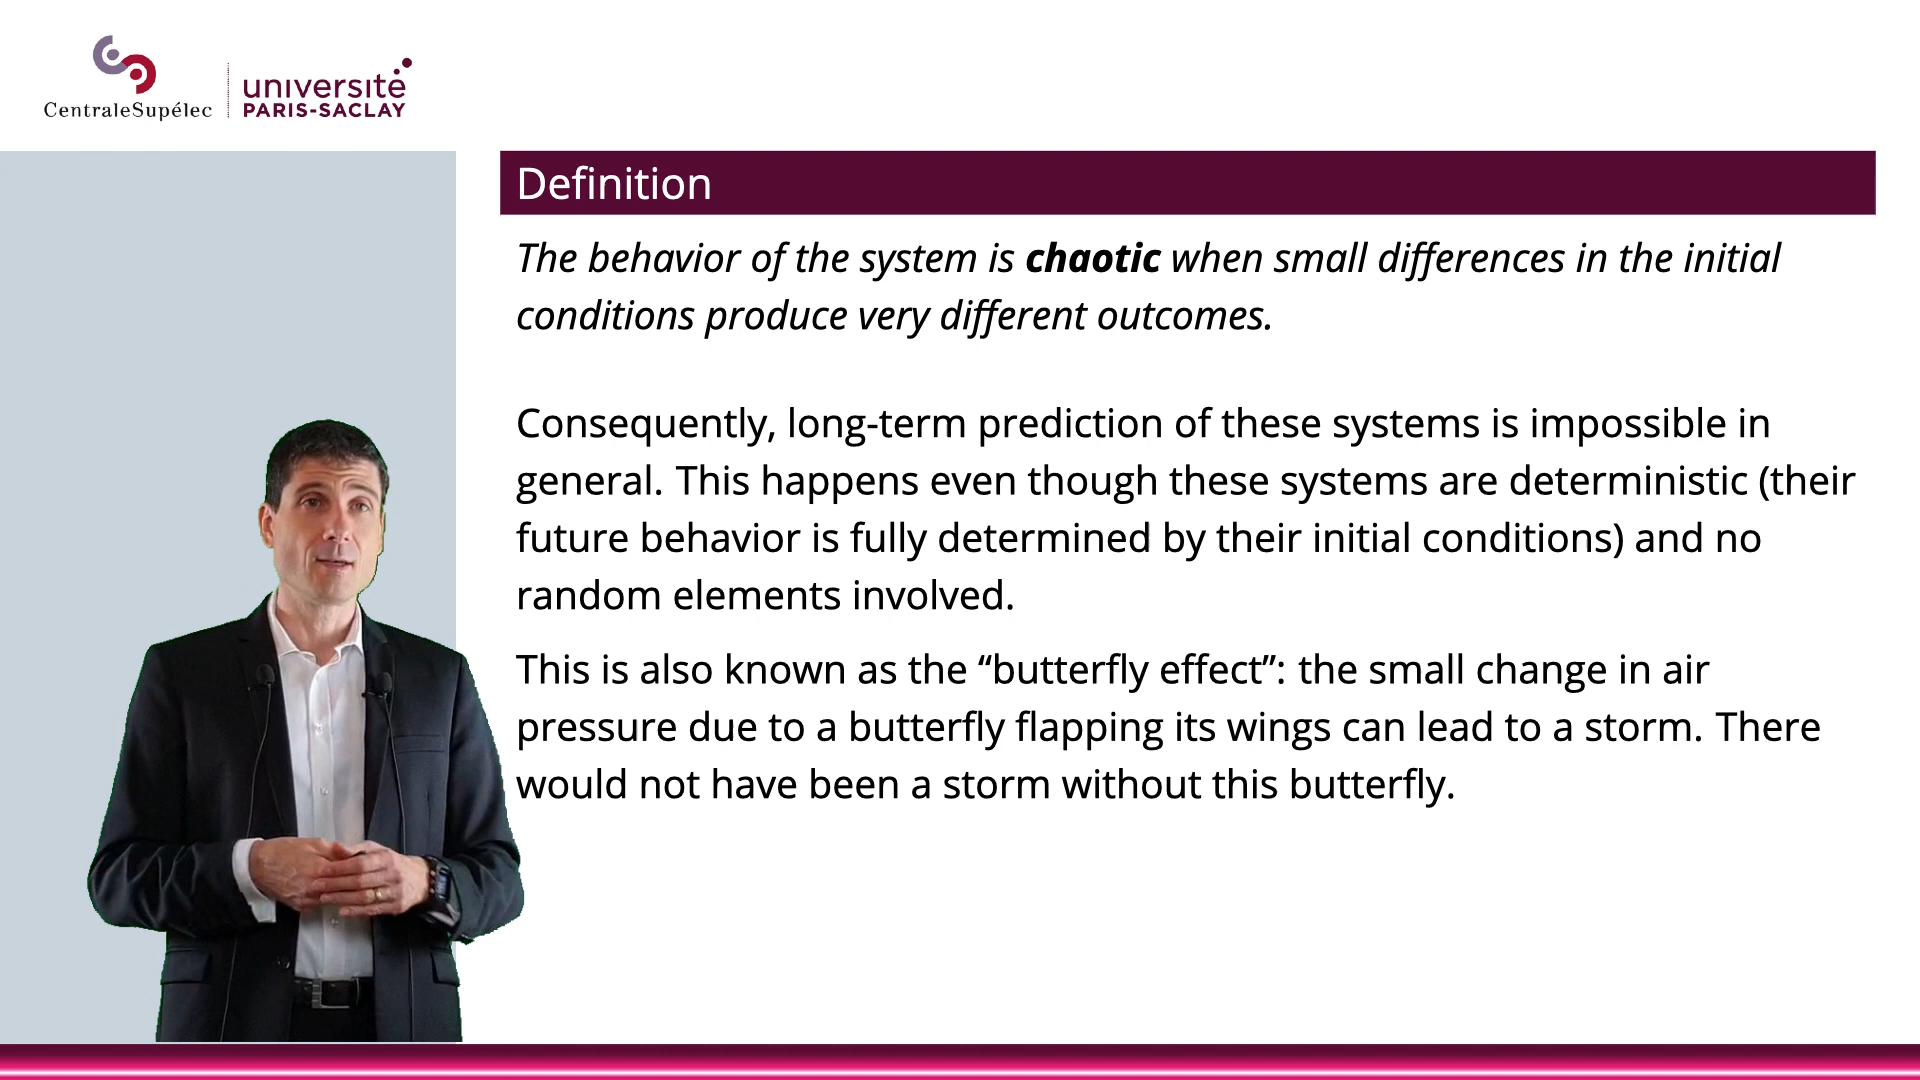 CentraleSupélec
université
PARIS-SACLAY
Definition
The behavior of the system is chaotic when small differences in the initial
conditions produce very different outcomes.
Consequently, long-term prediction of these systems is impossible in
general. This happens even though these systems are deterministic (their
future behavior is fully determined by their initial conditions) and no
random elements involved.
This is also known as the “butterfly effect”: the small change in air
pressure due to a butterfly flapping its wings can lead to a storm. There
would not have been a storm without this butterfly.